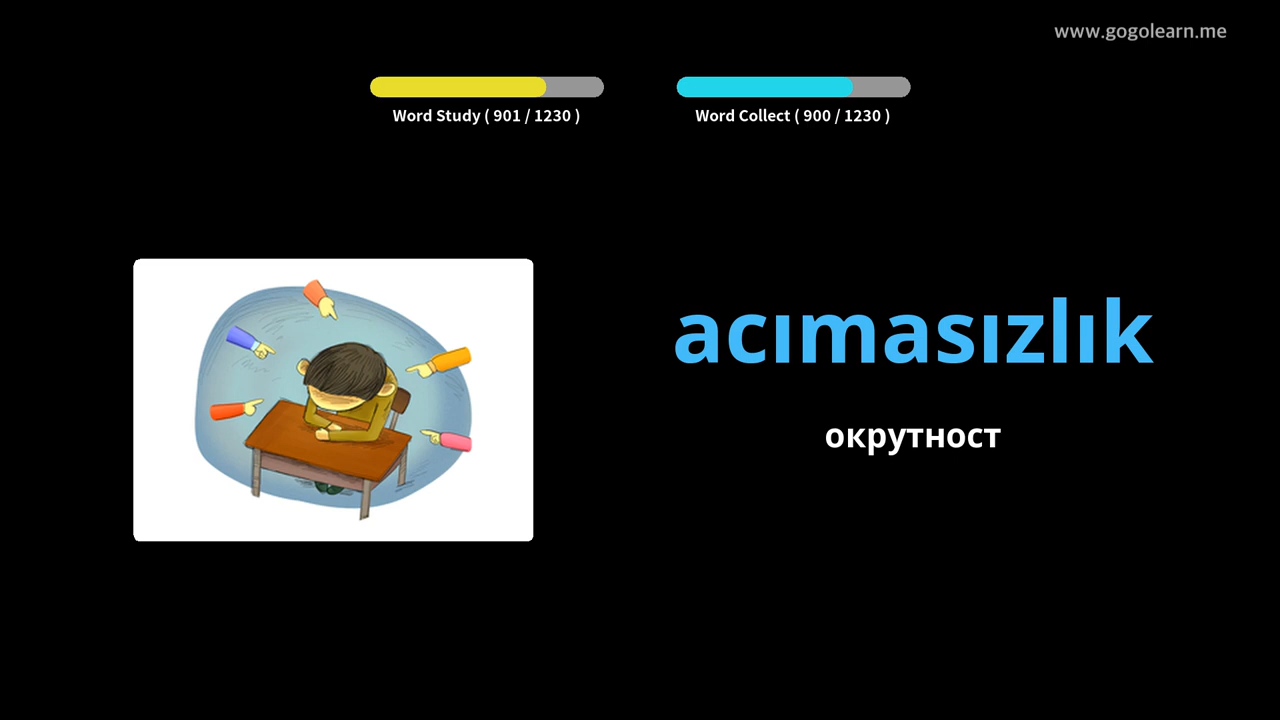 www.gogolearn.me
Word Study ( 901 / 1230 )
Word Collect ( 900 / 1230 )
acımasızlık
окрутност